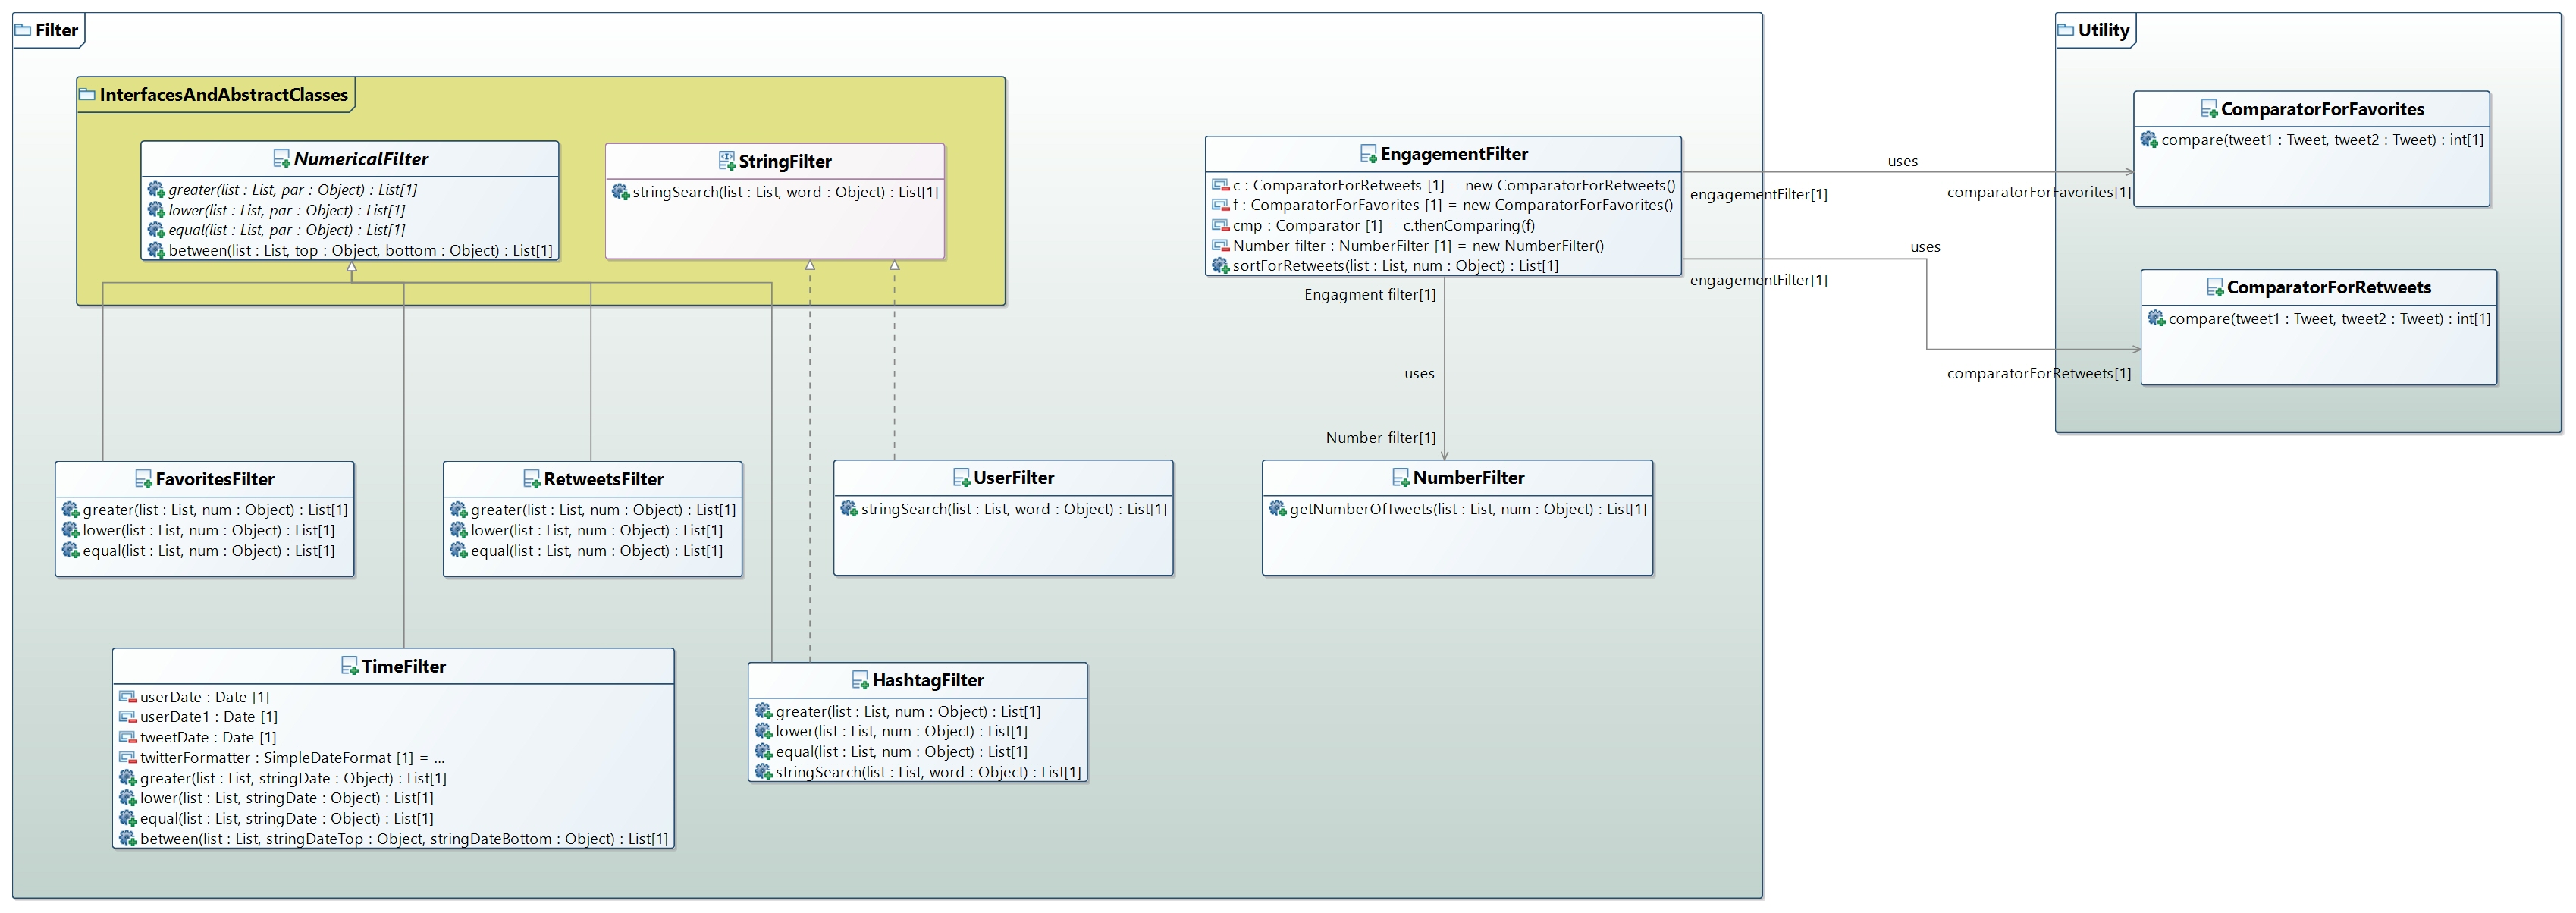 Filter
InterfacesAndAbstractClasses
NumericalFilter
greater(list : List, par : Object) : List[1]
lower(list : List, par : Object) : List[1]
equal(list : List, par : Object) : List[1]
between(list : List, top : Object, bottom : Object) : List[1]
StringFilter
stringSearch(list : List, word : Object) : List[1]
EngagementFilter
c : ComparatorForRetweets [1] = new ComparatorForRetweets()
f : ComparatorForFavorites [1] = new ComparatorForFavorites()
cmp : Comparator [1] = c.thenComparing(f)
Number filter : NumberFilter [1] = new NumberFilter()
sortForRetweets(list : List, num : Object) : List[1]
uses
engagementFilter[1]
comparatorForFavorites[1]
uses
engagementFilter[1]
comparatorForRetweets[1]
Engagment filter[1]
uses
Number filter[1]
Utility
ComparatorForFavorites
compare(tweet1 : Tweet, tweet2 : Tweet) : int[1]
ComparatorForRetweets
compare(tweet1 : Tweet, tweet2 : Tweet) : int[1]
FavoritesFilter
greater(list : List, num : Object) : List[1]
lower(list : List, num : Object) : List[1]
equal(list : List, num : Object) : List[1]
RetweetsFilter
greater(list : List, num : Object) : List[1]
lower(list : List, num : Object) : List[1]
equal(list : List, num : Object) : List[1]
UserFilter
stringSearch(list : List, word : Object) : List[1]
NumberFilter
getNumberOfTweets(list : List, num : Object) : List[1]
TimeFilter
userDate : Date [1]
userDate1 : Date [1]
tweetDate : Date [1]
twitterFormatter : SimpleDateFormat [1] = ...
greater(list : List, stringDate : Object) : List[1]
lower(list : List, stringDate : Object) : List[1]
equal(list : List, stringDate : Object) : List[1]
between(list : List, stringDateTop : Object, stringDateBottom : Object) : List[1]
HashtagFilter
greater(list : List, num : Object) : List[1]
lower(list : List, num : Object) : List[1]
equal(list : List, num : Object) : List[1]
stringSearch(list : List, word : Object) : List[1]